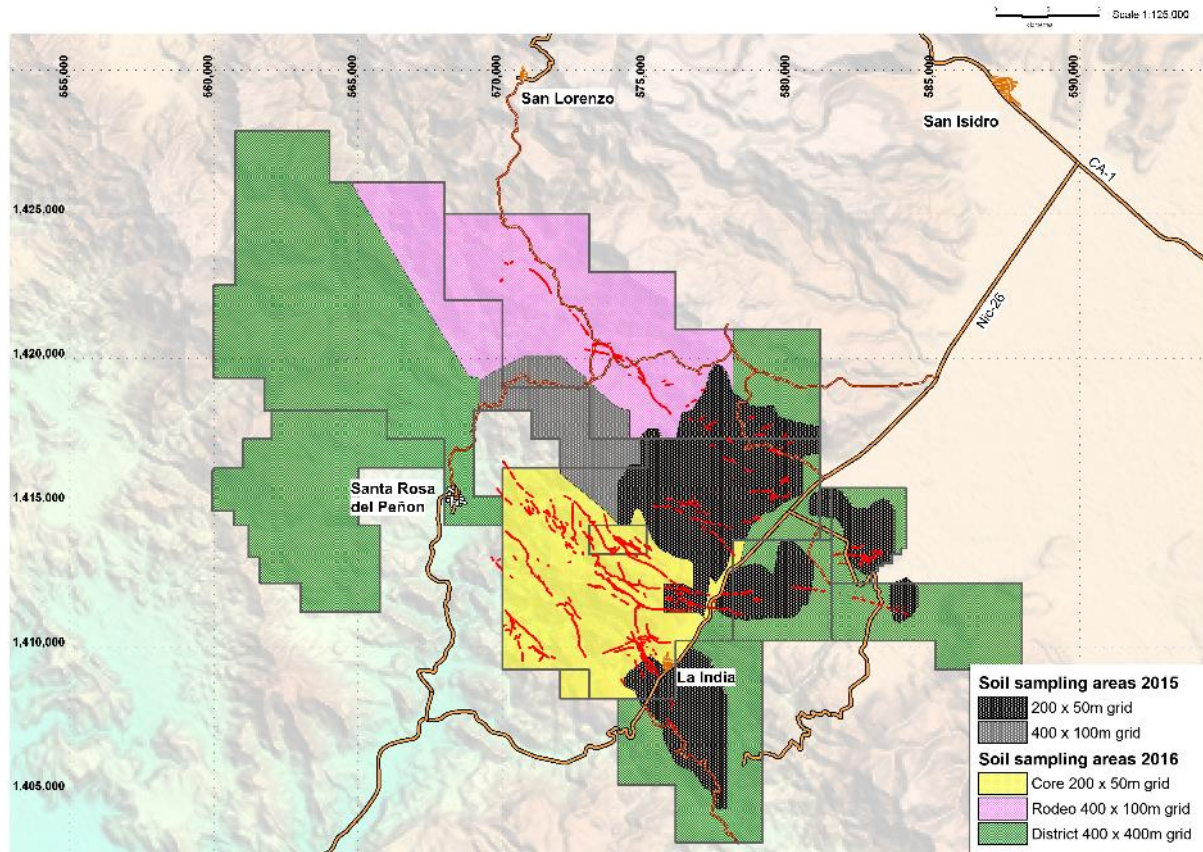 Scale 1:125,000
555,000
560,000
565,000
570,000
575,000
580,000
585,000
590,000
San Lorenzo
San Isidro
CA-1
1,425,000
Nic-26
1,420,000
1,415,000
Santa Rosa
del Peñon
1,410,000
La India
1,405,000
Soil sampling areas 2015
200 x 50m grid
400 x 100m grid
Soil sampling areas 2016
Core 200 x 50m grid
Rodeo 400 x 100m grid
District 400 x 400m grid